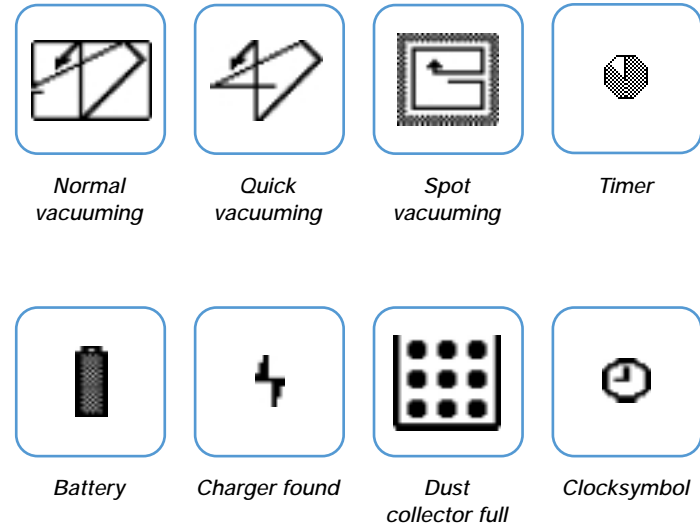 Normal
vacuuming
Quick
vacuuming
Spot
vacuuming
Timer
Battery
Charger found
Dust
collector full
Clocksymbol